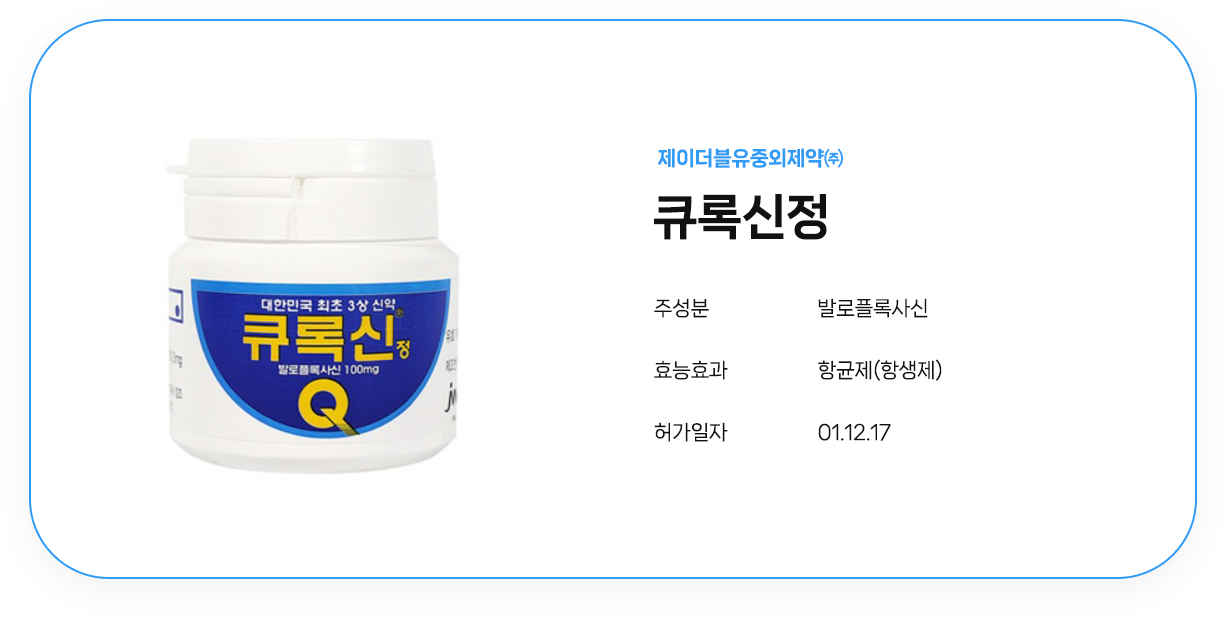 제이더블유중외제약㈜
큐록신정
주성분 발로플록사신
효능효과 항균제(항생제)
허가일자 01.12.17
대한민국 최초 3상 신약
큐록신®정
발로플록사신 100mg
Q